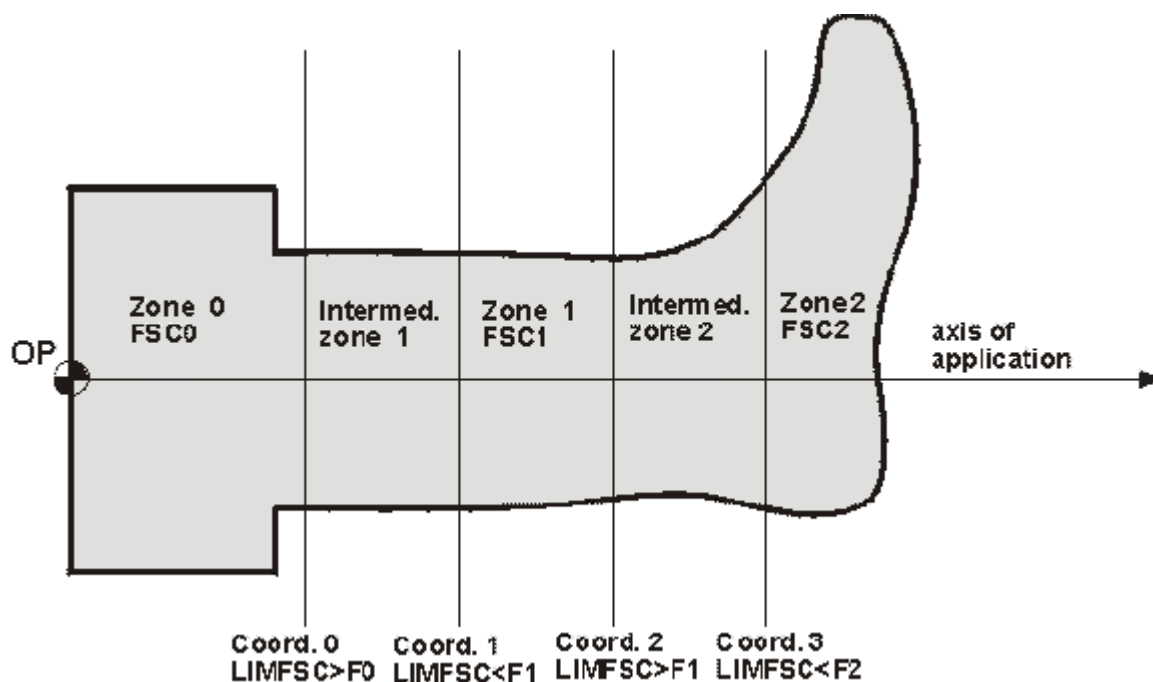 Zone 0
FSC0
Intermed.
zone 1
Zone 1
FSC1
Intermed.
zone 2
Zone2
FSC2
OP
axis of
application
Coord. 0
LIMFSC>F0
Coord. 1
LIMFSC<F1
Coord. 2
LIMFSC>F1
Coord. 3
LIMFSC<F2